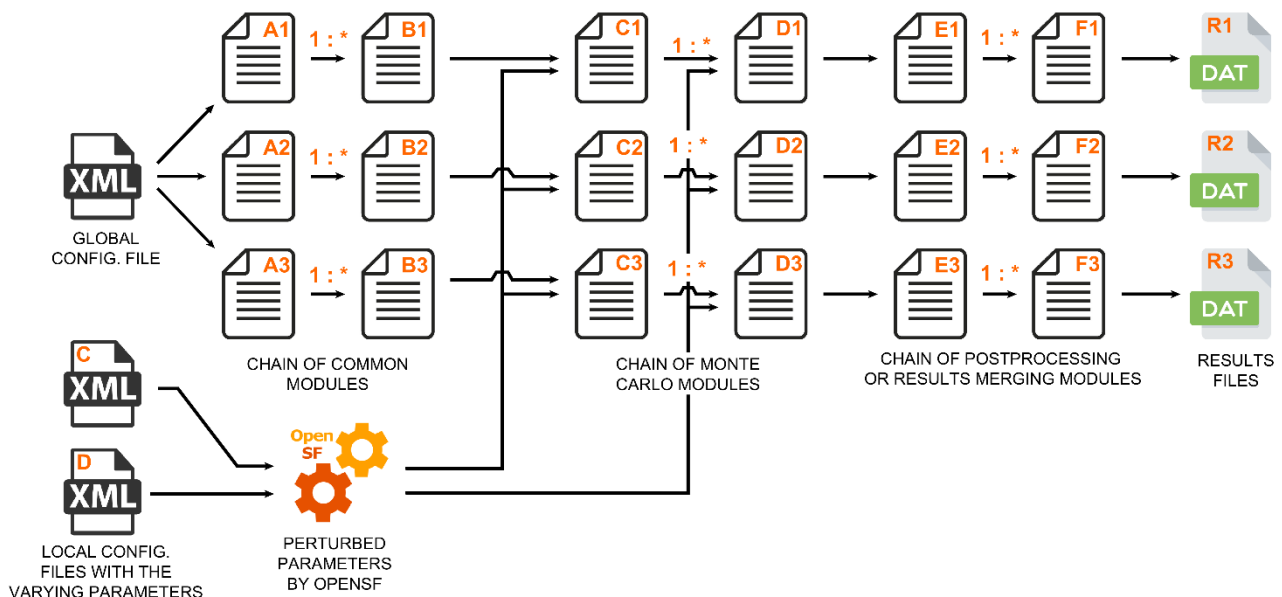 A1
1 : *
B1
C1
1 : *
D1
E1
1 : *
F1
R1
DAT
XML
GLOBAL
CONFIG. FILE
A2
1 : *
B2
C2
1 : *
D2
E2
1 : *
F2
R2
DAT
A3
1 : *
B3
C3
1 : *
D3
E3
1 : *
F3
R3
DAT
CHAIN OF COMMON
MODULES
CHAIN OF MONTE
CARLO MODULES
CHAIN OF POSTPROCESSING
OR RESULTS MERGING MODULES
RESULTS
FILES
C
XML
D
XML
LOCAL CONFIG.
FILES WITH THE
VARYING PARAMETERS
Open
SF
PERTURBED
PARAMETERS
BY OPENSF